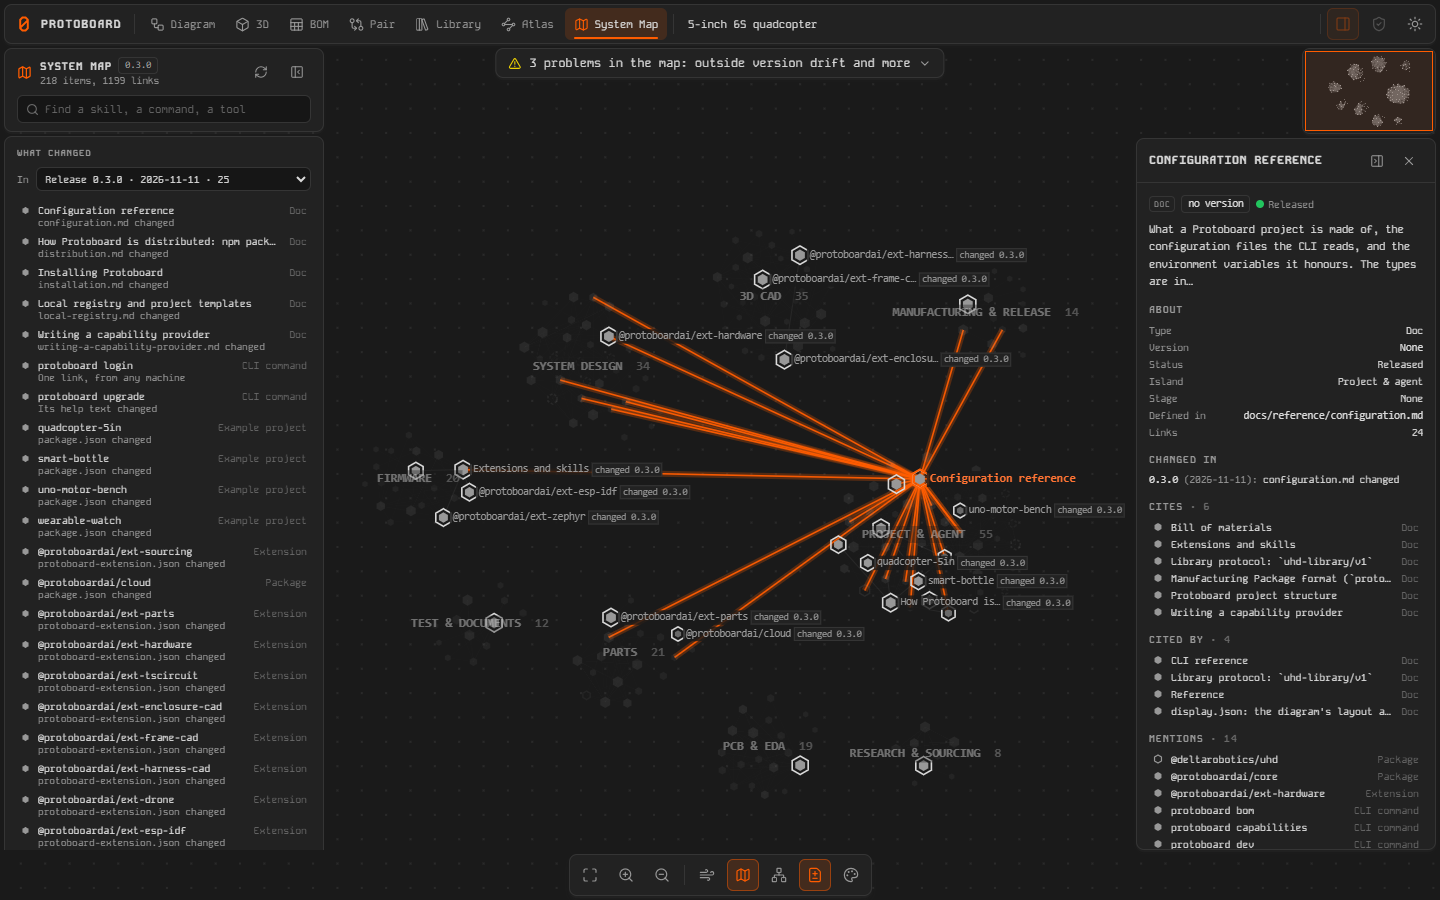 PROTOBOARD
Diagram
3D
BOM
Pair
Library
Atlas
System Map
5-inch 6S quadcopter
SYSTEM MAP 0.3.0
218 items, 1199 links
Find a skill, a command, a tool
3 problems in the map: outside version drift and more
WHAT CHANGED
In Release 0.3.0 · 2026-11-11 · 25
Configuration reference Doc
configuration.md changed
How Protoboard is distributed: npm pack… Doc
distribution.md changed
Installing Protoboard Doc
installation.md changed
Local registry and project templates Doc
local-registry.md changed
Writing a capability provider Doc
writing-a-capability-provider.md changed
protoboard login CLI command
One link, from any machine
protoboard upgrade CLI command
Its help text changed
quadcopter-5in Example project
package.json changed
smart-bottle Example project
package.json changed
uno-motor-bench Example project
package.json changed
wearable-watch Example project
package.json changed
@protoboardai/ext-sourcing Extension
protoboard-extension.json changed
@protoboardai/cloud Package
package.json changed
@protoboardai/ext-parts Extension
protoboard-extension.json changed
@protoboardai/ext-hardware Extension
protoboard-extension.json changed
@protoboardai/ext-tscircuit Extension
protoboard-extension.json changed
@protoboardai/ext-enclosure-cad Extension
protoboard-extension.json changed
@protoboardai/ext-frame-cad Extension
protoboard-extension.json changed
@protoboardai/ext-harness-cad Extension
protoboard-extension.json changed
@protoboardai/ext-drone Extension
protoboard-extension.json changed
@protoboardai/ext-esp-idf Extension
protoboard-extension.json changed
@protoboardai/ext-harness… changed 0.3.0
@protoboardai/ext-frame-c… changed 0.3.0
3D CAD 35
MANUFACTURING & RELEASE 14
@protoboardai/ext-hardware changed 0.3.0
@protoboardai/ext-enclosu… changed 0.3.0
SYSTEM DESIGN 34
Extensions and skills changed 0.3.0
FIRMWARE
@protoboardai/ext-esp-idf changed 0.3.0
@protoboardai/ext-zephyr changed 0.3.0
Configuration reference
uno-motor-bench changed 0.3.0
PROJECT & AGENT 55
quadcopter-5in changed 0.3.0
smart-bottle changed 0.3.0
How Protoboard is… changed 0.3.0
@protoboardai/ext-parts changed 0.3.0
@protoboardai/cloud changed 0.3.0
TEST & DOCUMENTS 12
PARTS 21
PCB & EDA 19
RESEARCH & SOURCING 8
CONFIGURATION REFERENCE
DOC no version Released
What a Protoboard project is made of, the
configuration files the CLI reads, and the
environment variables it honours. The types
are in…
ABOUT
Type Doc
Version None
Status Released
Island Project & agent
Stage None
Defined in docs/reference/configuration.md
Links 24
CHANGED IN
0.3.0 (2026-11-11): configuration.md changed
CITES · 6
Bill of materials Doc
Extensions and skills Doc
Library protocol: `uhd-library/v1` Doc
Manufacturing Package format (`proto… Doc
Protoboard project structure Doc
Writing a capability provider Doc
CITED BY · 4
CLI reference Doc
Library protocol: `uhd-library/v1` Doc
Reference Doc
display.json: the diagram's layout a… Doc
MENTIONS · 14
@deltarobotics/uhd Package
@protoboardai/core Package
@protoboardai/ext-hardware Extension
protoboard bom CLI command
protoboard capabilities CLI command
protoboard dev CLI command